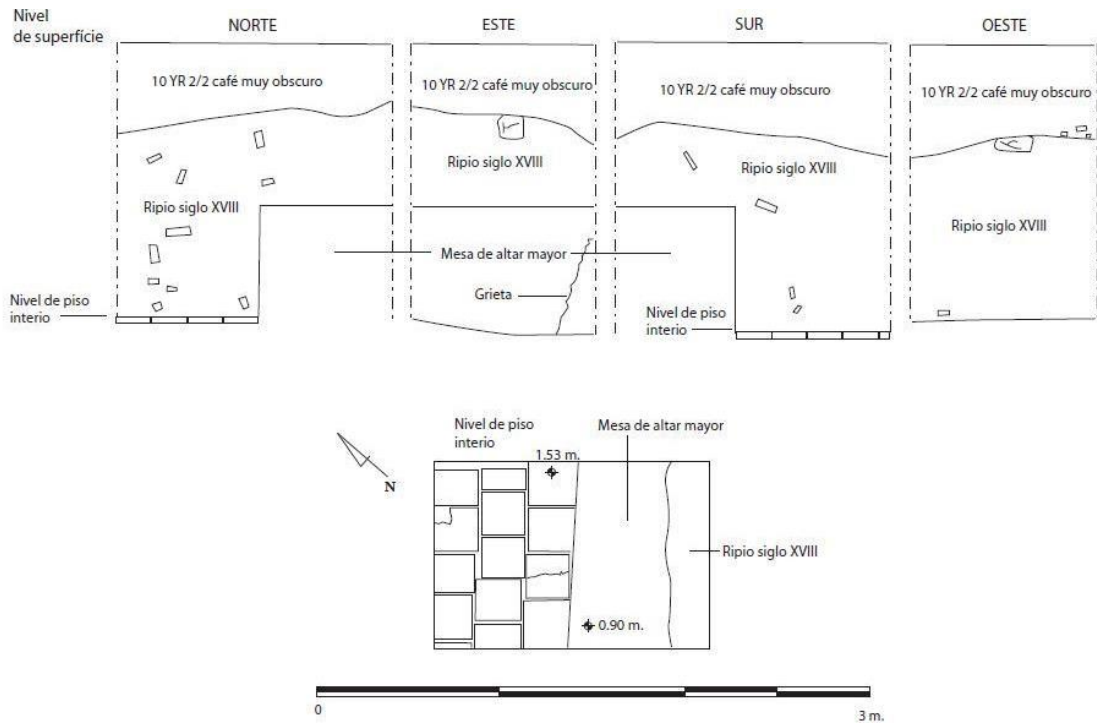 Nivel
de superfície
NORTE
ESTE
SUR
OESTE
10 YR 2/2 café muy obscuro
10 YR 2/2 café muy obscuro
10 YR 2/2 café muy obscuro
10 YR 2/2 café muy obscuro
Ripio siglo XVIII
Ripio siglo XVIII
Ripio siglo XVIII
Ripio siglo XVIII
Mesa de altar mayor
Grieta
Nivel de piso
interio
Nivel de piso
interio
Nivel de piso
interio
1.53 m.
Mesa de altar mayor
N
Ripio siglo XVIII
0.90 m.
0
3 m.